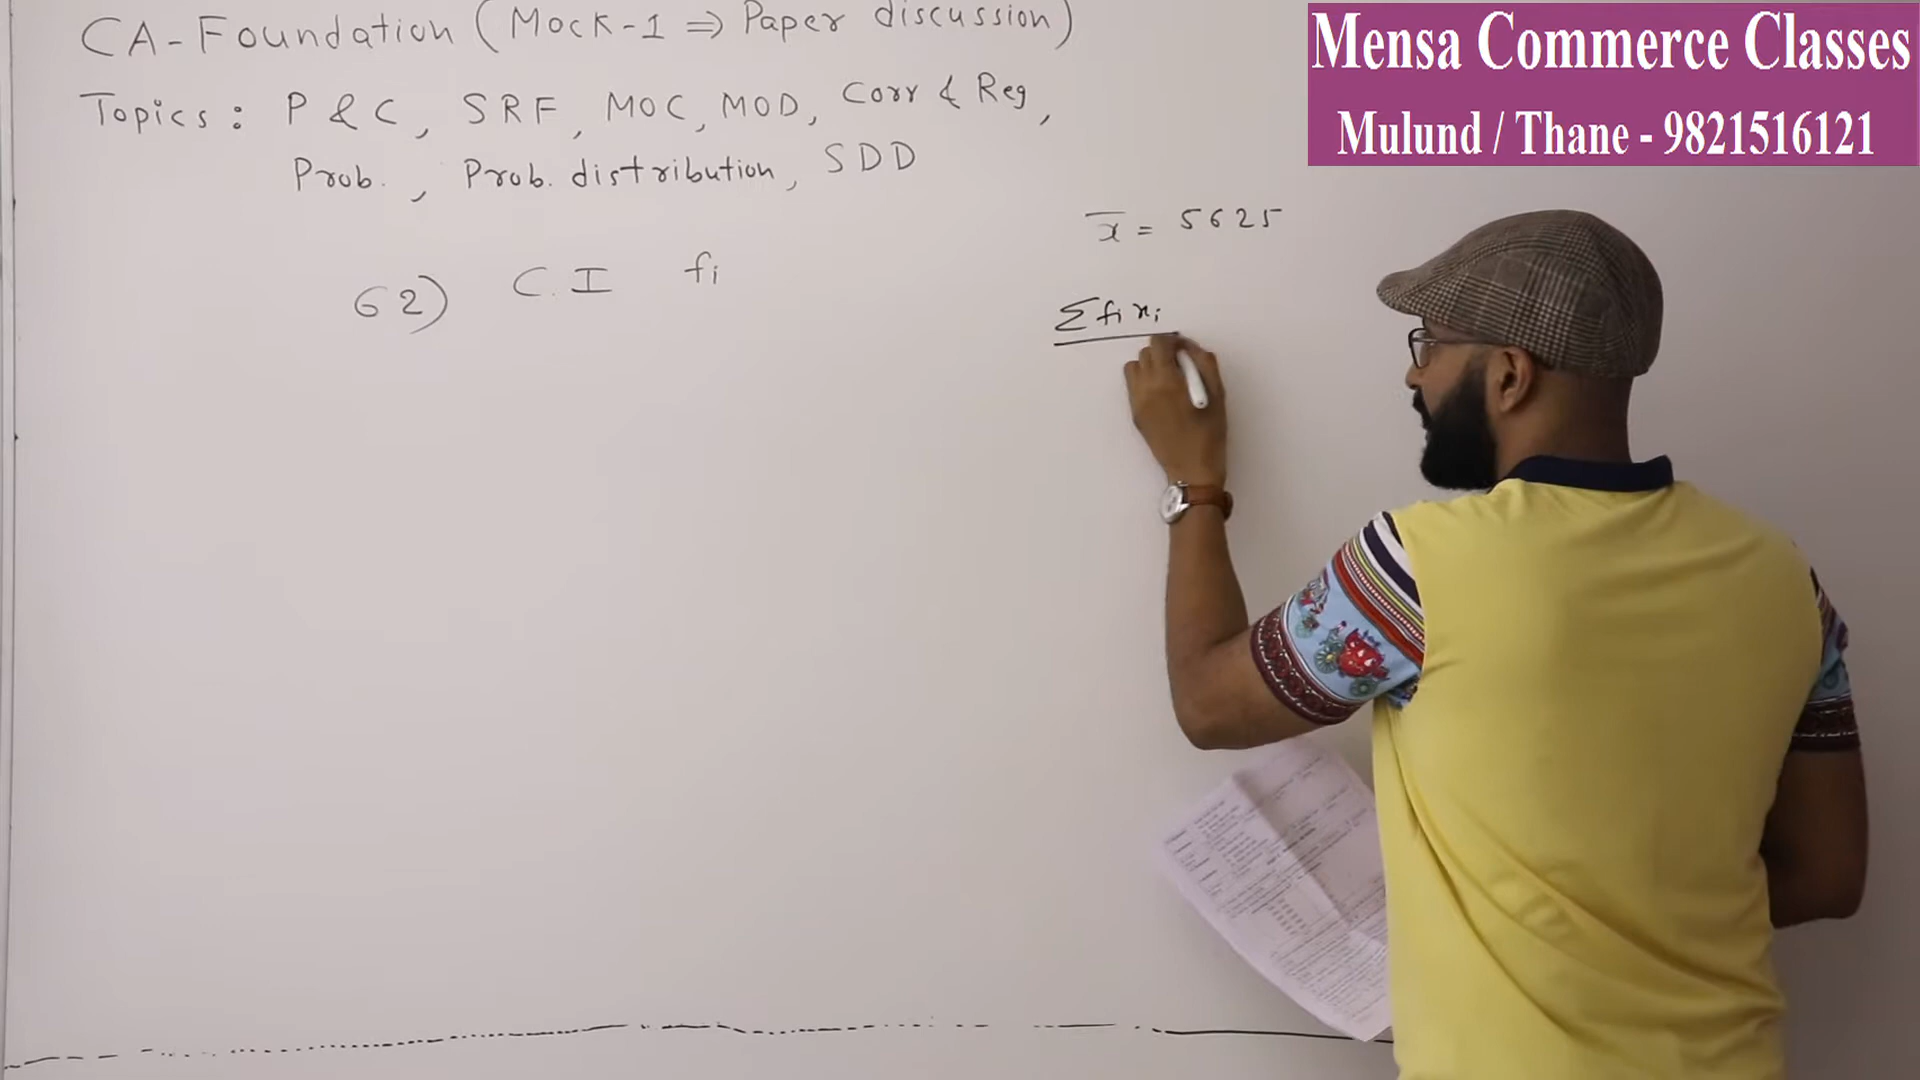 CA-Foundation (Mock-1 ⇒ Paper discussion)
Topics: P & C, SRF, MOC, MOD, Corr & Reg,
Prob., Prob. distribution, SDD
Mensa Commerce Classes
Mulund / Thane - 9821516121
x̄ = 5625
62) C.I fi
Σfixi